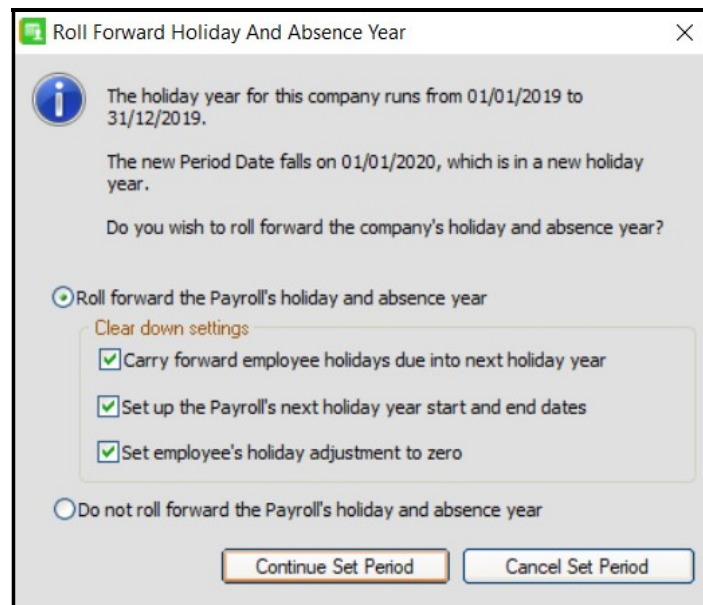 Roll Forward Holiday And Absence Year
The holiday year for this company runs from 01/01/2019 to
31/12/2019.
The new Period Date falls on 01/01/2020, which is in a new holiday
year.
Do you wish to roll forward the company's holiday and absence year?
Roll forward the Payroll's holiday and absence year
Clear down settings
Carry forward employee holidays due into next holiday year
Set up the Payroll's next holiday year start and end dates
Set employee's holiday adjustment to zero
Do not roll forward the Payroll's holiday and absence year
Continue Set Period
Cancel Set Period